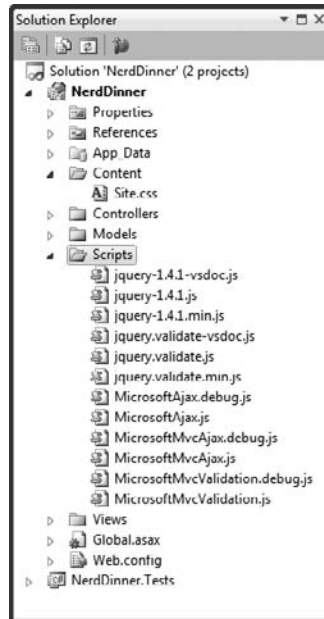 Solution Explorer
Solution 'NerdDinner' (2 projects)
NerdDinner
Properties
References
App_Data
Content
Site.css
Controllers
Models
Scripts
jquery-1.4.1-vsdoc.js
jquery-1.4.1.js
jquery-1.4.1.min.js
jquery.validate-vsdoc.js
jquery.validate.js
jquery.validate.min.js
MicrosoftAjax.debug.js
MicrosoftAjax.js
MicrosoftMvcAjax.debug.js
MicrosoftMvcAjax.js
MicrosoftMvcValidation.debug.js
MicrosoftMvcValidation.js
Views
Global.asax
Web.config
NerdDinner.Tests